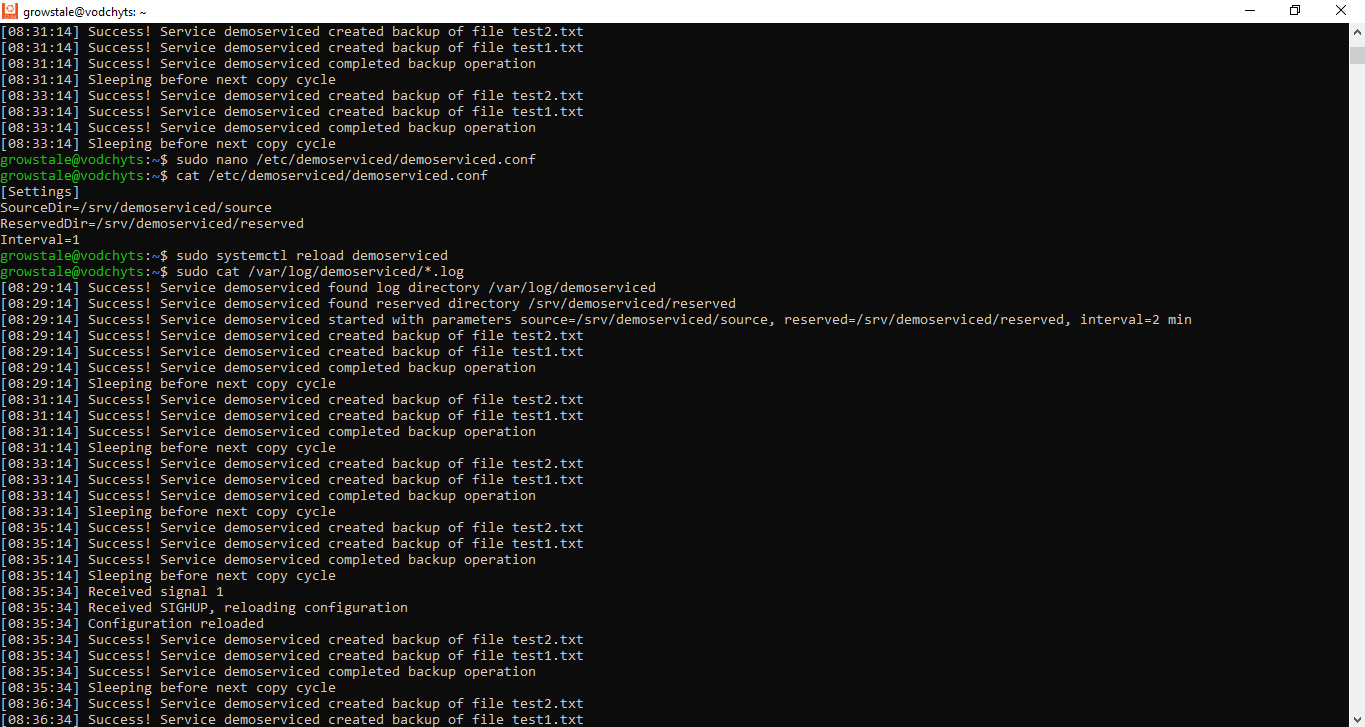 growstale@vodchyts: ~
[08:31:14] Success! Service demoserviced created backup of file test2.txt
[08:31:14] Success! Service demoserviced created backup of file test1.txt
[08:31:14] Success! Service demoserviced completed backup operation
[08:31:14] Sleeping before next copy cycle
[08:33:14] Success! Service demoserviced created backup of file test2.txt
[08:33:14] Success! Service demoserviced created backup of file test1.txt
[08:33:14] Success! Service demoserviced completed backup operation
[08:33:14] Sleeping before next copy cycle
growstale@vodchyts:~$ sudo nano /etc/demoserviced/demoserviced.conf
growstale@vodchyts:~$ cat /etc/demoserviced/demoserviced.conf
[Settings]
SourceDir=/srv/demoserviced/source
ReservedDir=/srv/demoserviced/reserved
Interval=1
growstale@vodchyts:~$ sudo systemctl reload demoserviced
growstale@vodchyts:~$ sudo cat /var/log/demoserviced/*.log
[08:29:14] Success! Service demoserviced found log directory /var/log/demoserviced
[08:29:14] Success! Service demoserviced found reserved directory /srv/demoserviced/reserved
[08:29:14] Success! Service demoserviced started with parameters source=/srv/demoserviced/source, reserved=/srv/demoserviced/reserved, interval=2 min
[08:29:14] Success! Service demoserviced created backup of file test2.txt
[08:29:14] Success! Service demoserviced created backup of file test1.txt
[08:29:14] Success! Service demoserviced completed backup operation
[08:29:14] Sleeping before next copy cycle
[08:31:14] Success! Service demoserviced created backup of file test2.txt
[08:31:14] Success! Service demoserviced created backup of file test1.txt
[08:31:14] Success! Service demoserviced completed backup operation
[08:31:14] Sleeping before next copy cycle
[08:33:14] Success! Service demoserviced created backup of file test2.txt
[08:33:14] Success! Service demoserviced created backup of file test1.txt
[08:33:14] Success! Service demoserviced completed backup operation
[08:33:14] Sleeping before next copy cycle
[08:35:14] Success! Service demoserviced created backup of file test2.txt
[08:35:14] Success! Service demoserviced created backup of file test1.txt
[08:35:14] Success! Service demoserviced completed backup operation
[08:35:14] Sleeping before next copy cycle
[08:35:34] Received signal 1
[08:35:34] Received SIGHUP, reloading configuration
[08:35:34] Configuration reloaded
[08:35:34] Success! Service demoserviced created backup of file test2.txt
[08:35:34] Success! Service demoserviced created backup of file test1.txt
[08:35:34] Success! Service demoserviced completed backup operation
[08:35:34] Sleeping before next copy cycle
[08:36:34] Success! Service demoserviced created backup of file test2.txt
[08:36:34] Success! Service demoserviced created backup of file test1.txt